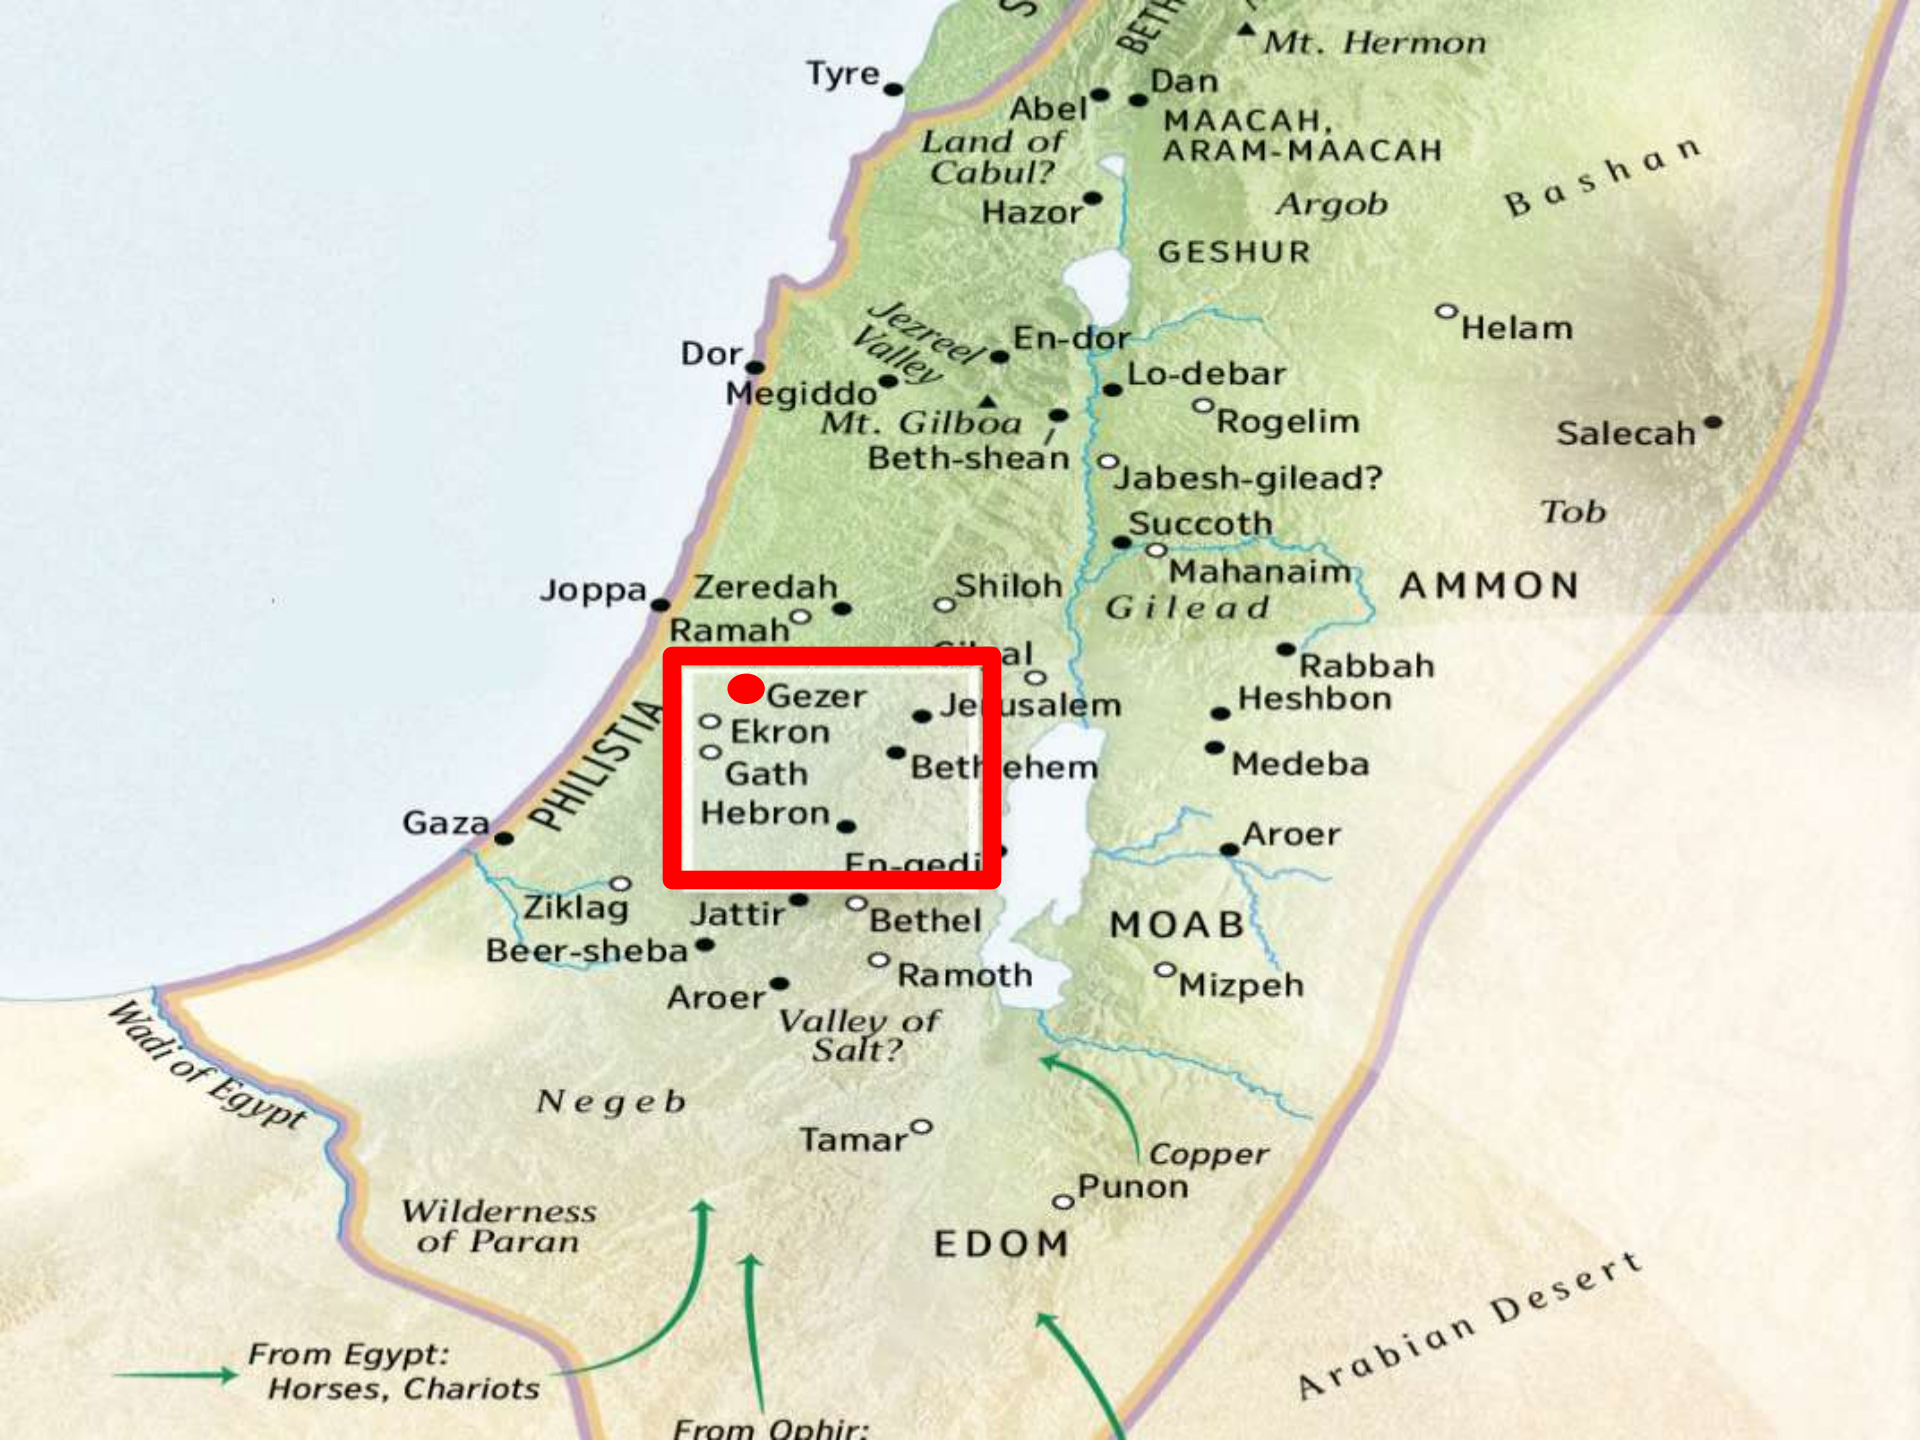 Mt. Hermon
Tyre
Dan
Abel
MAACAH,
ARAM-MAACAH
Land of
Cabul?
Bashan
Hazor
Argob
GESHUR
Jezreel
Valley
En-dor
Helam
Dor
Megiddo
Lo-debar
Mt. Gilboa
Rogelim
Salecah
Beth-shean
Jabesh-gilead?
Tob
Succoth
Joppa
Zeredah
Shiloh
Mahanaim
AMMON
Gilead
Ramah
Rabbah
Gezer
Jerusalem
Heshbon
PHILISTIA
Ekron
Gath
Bethlehem
Medeba
Hebron
Gaza
Aroer
En-gedi
Ziklag
Jattir
Bethel
MOAB
Beer-sheba
Ramoth
Mizpeh
Aroer
Valley of
Salt?
Wadi of Egypt
Negeb
Tamar
Copper
Punon
Wilderness
of Paran
EDOM
Arabian Desert
From Egypt:
Horses, Chariots
From Ophir: